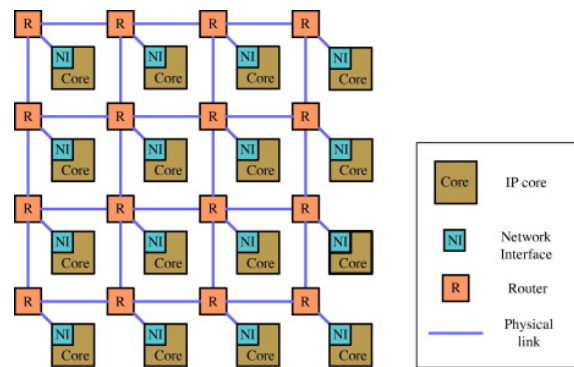 R R R R
NI NI NI NI
Core Core Core Core
R R R R
NI NI NI NI
Core Core Core Core
R R R R
NI NI NI NI
Core Core Core Core
R R R R
NI NI NI NI
Core Core Core Core
Core IP core
NI Network
Interface
R Router
Physical
link